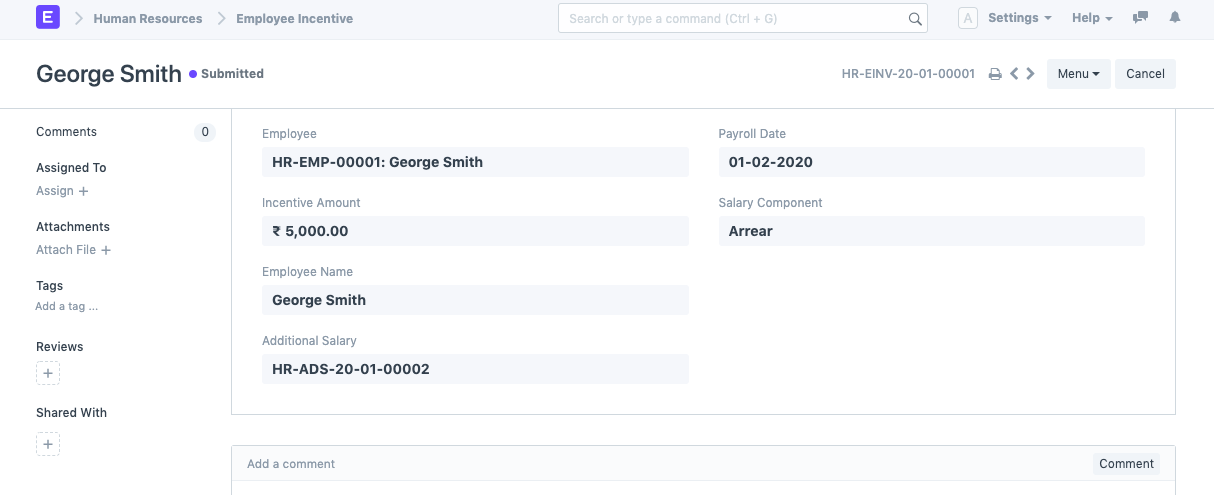 E Human Resources Employee Incentive Search or type a command (Ctrl + G) A Settings Help
George Smith Submitted HR-EINV-20-01-00001 Menu Cancel
Comments 0
Assigned To
Assign +
Attachments
Attach File +
Tags
Add a tag ...
Reviews
+
Shared With
+
Employee
HR-EMP-00001: George Smith
Incentive Amount
₹ 5,000.00
Employee Name
George Smith
Additional Salary
HR-ADS-20-01-00002
Payroll Date
01-02-2020
Salary Component
Arrear
Add a comment Comment